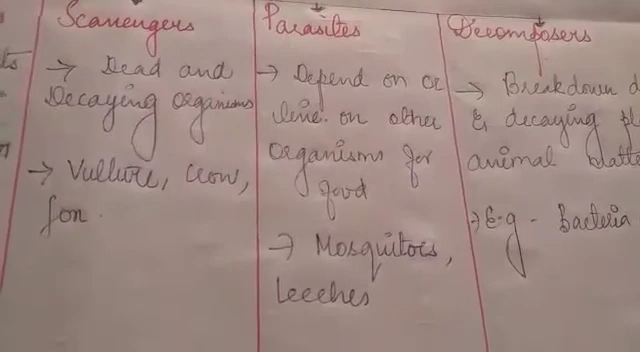 Scavengers
→ Dead and
Decaying organisms
→ Vulture, crow,
fox.
Parasites
→ Depend on or
live on other
organisms for
food
→ Mosquitoes,
Leeches
Decomposers
→ Breakdown
& decaying
animal
→ E.g - Bacteria